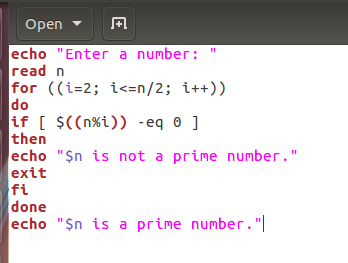 Open
echo "Enter a number: "
read n
for ((i=2; i<=n/2; i++))
do
if [ $((n%i)) -eq 0 ]
then
echo "$n is not a prime number."
exit
fi
done
echo "$n is a prime number."